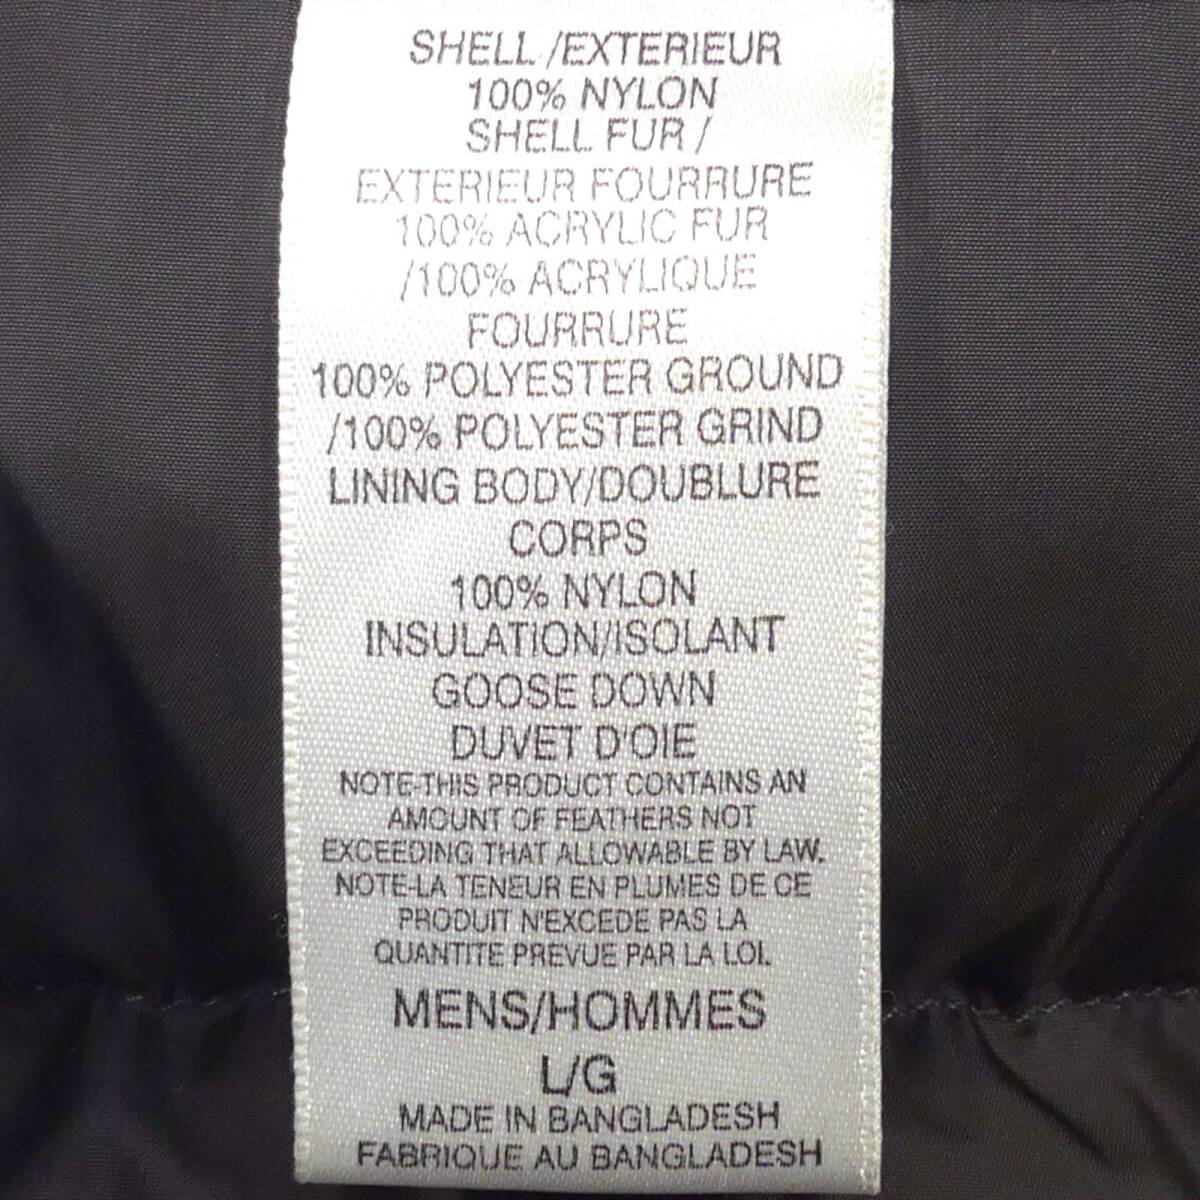 SHELL /EXTERIEUR
100% NYLON
SHELL FUR /
EXTERIEUR FOURRURE
100% ACRYLIC FUR
/100% ACRYLIQUE
FOURRURE
100% POLYESTER GROUND
/100% POLYESTER GRIND
LINING BODY/DOUBLURE
CORPS
100% NYLON
INSULATION/ISOLANT
GOOSE DOWN
DUVET D'OIE
NOTE-THIS PRODUCT CONTAINS AN
AMOUNT OF FEATHERS NOT
EXCEEDING THAT ALLOWABLE BY LAW.
NOTE-LA TENEUR EN PLUMES DE CE
PRODUIT N'EXCEDE PAS LA
QUANTITE PREVUE PAR LA LOI.
MENS/HOMMES
L/G
MADE IN BANGLADESH
FABRIQUE AU BANGLADESH